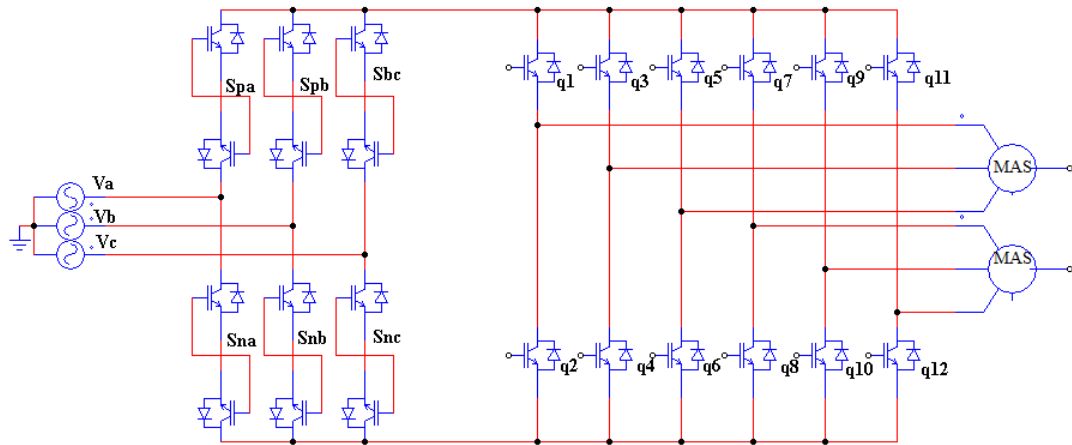 Spa Spb Sbc
q1 q3 q5 q7 q9 q11
MAS
Va
Vb
Vc
MAS
Sna Snb Snc
q2 q4 q6 q8 q10 q12